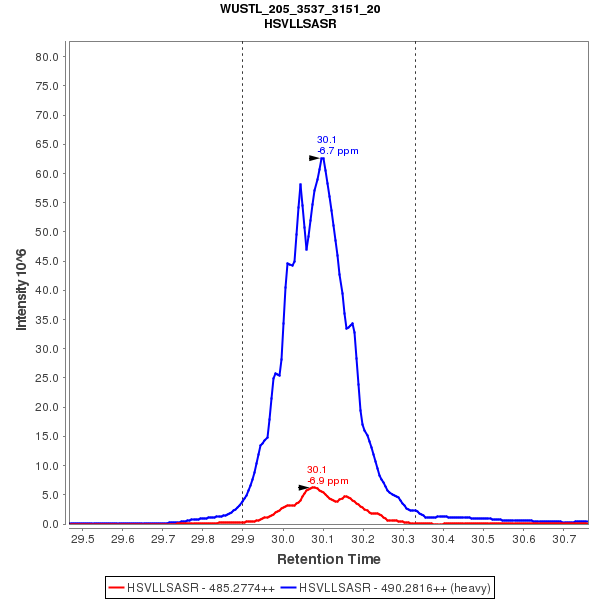 WUSTL_205_3537_3151_20
HSVLLSASR
80.0
75.0
70.0
65.0
60.0
55.0
50.0
45.0
40.0
35.0
30.0
25.0
20.0
15.0
10.0
5.0
0.0
Intensity 10^6
30.1
-6.7 ppm
30.1
-6.9 ppm
29.5 29.6 29.7 29.8 29.9 30.0 30.1 30.2 30.3 30.4 30.5 30.6 30.7
Retention Time
HSVLLSASR - 485.2774++ HSVLLSASR - 490.2816++ (heavy)